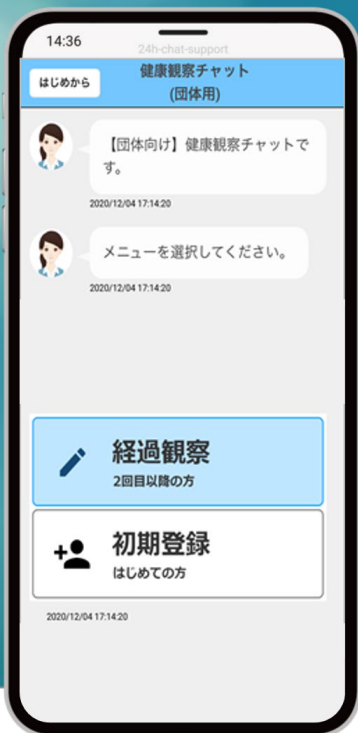 14:36
24h-chat-support
はじめから
健康観察チャット
(団体用)
【団体向け】健康観察チャットで
す。
2020/12/04 17:14:20
メニューを選択してください。
2020/12/04 17:14:20
経過観察
2回目以降の方
初期登録
はじめての方
2020/12/04 17:14:20